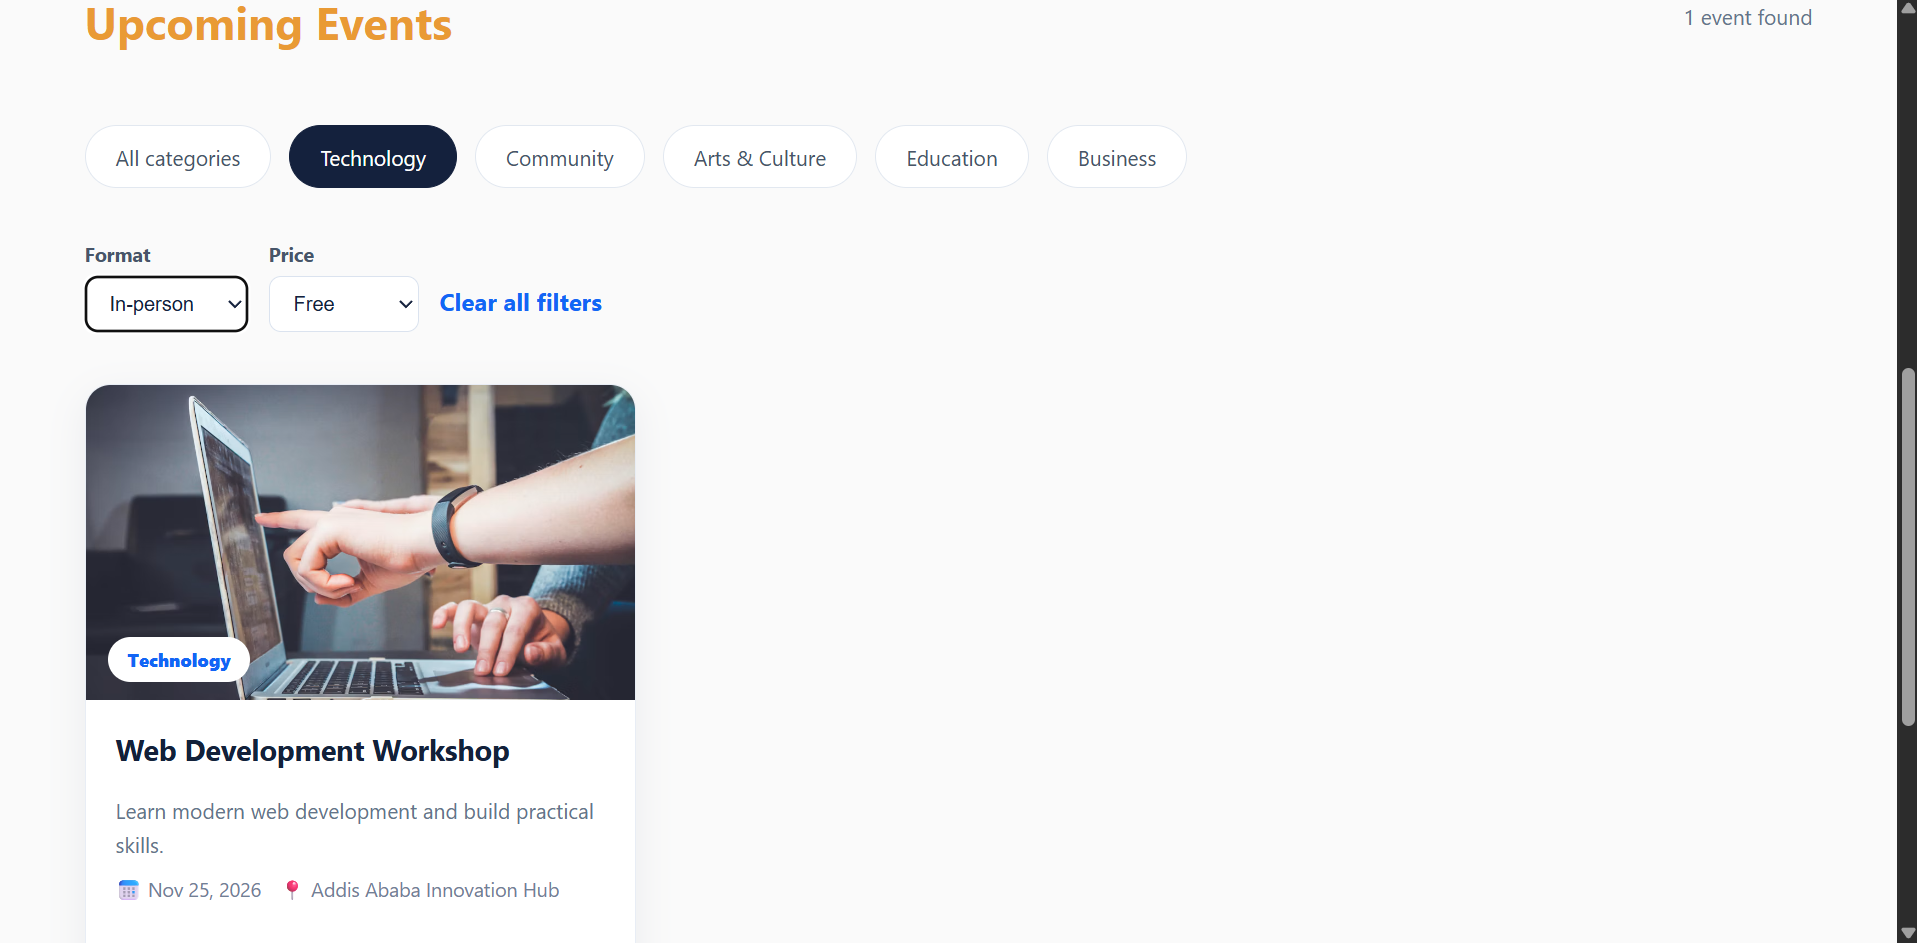 Upcoming Events
1 event found
All categories
Technology
Community
Arts & Culture
Education
Business
Format
Price
In-person
Free
Clear all filters
Technology
Web Development Workshop
Learn modern web development and build practical
skills.
Nov 25, 2026
Addis Ababa Innovation Hub